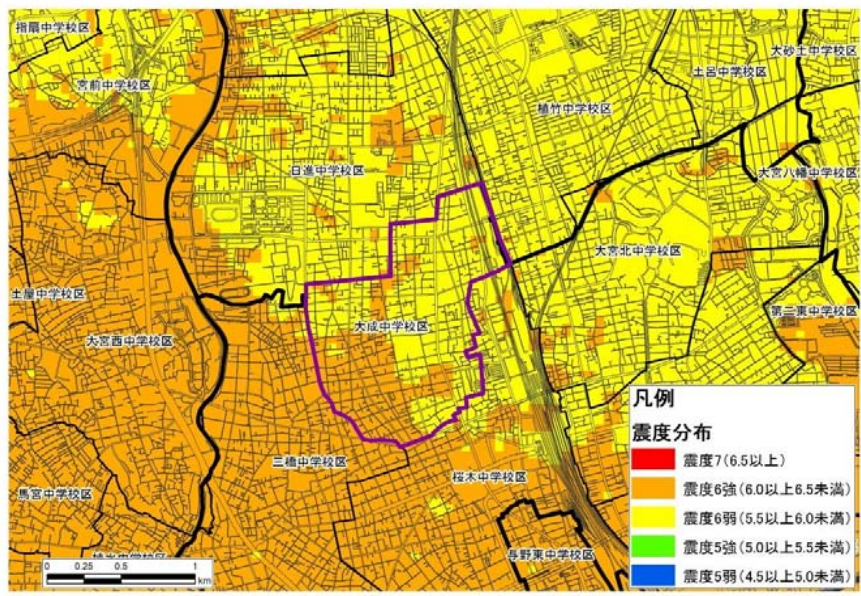 指扇中学校区
大砂土中学校区
土呂中学校区
宮前中学校区
植竹中学校区
日進中学校区
大宮八幡中学校区
大宮北中学校区
土屋中学校区
第二東中学校区
大成中学校区
大宮西中学校区
三橋中学校区
桜木中学校区
馬宮中学校区
与野東中学校区
凡例
震度分布
震度7(6.5以上)
震度6強(6.0以上6.5未満)
震度6弱(5.5以上6.0未満)
震度5強(5.0以上5.5未満)
震度5弱(4.5以上5.0未満)
0 0.25 0.5 1
km